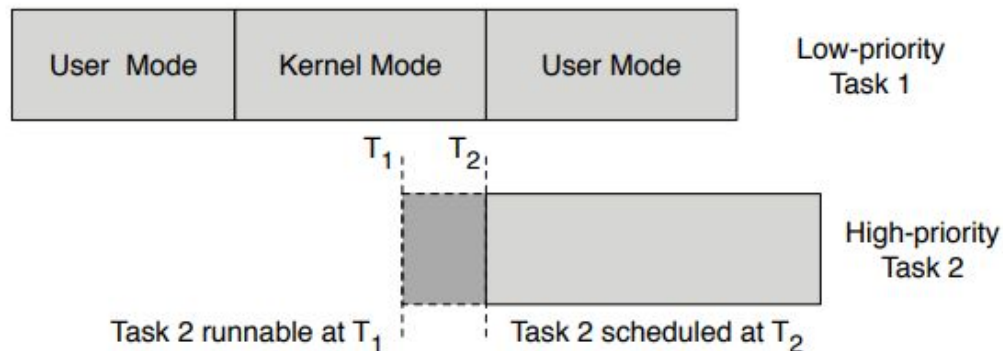 User Mode
Kernel Mode
User Mode
Low-priority
Task 1
T1
T2
High-priority
Task 2
Task 2 runnable at T1
Task 2 scheduled at T2